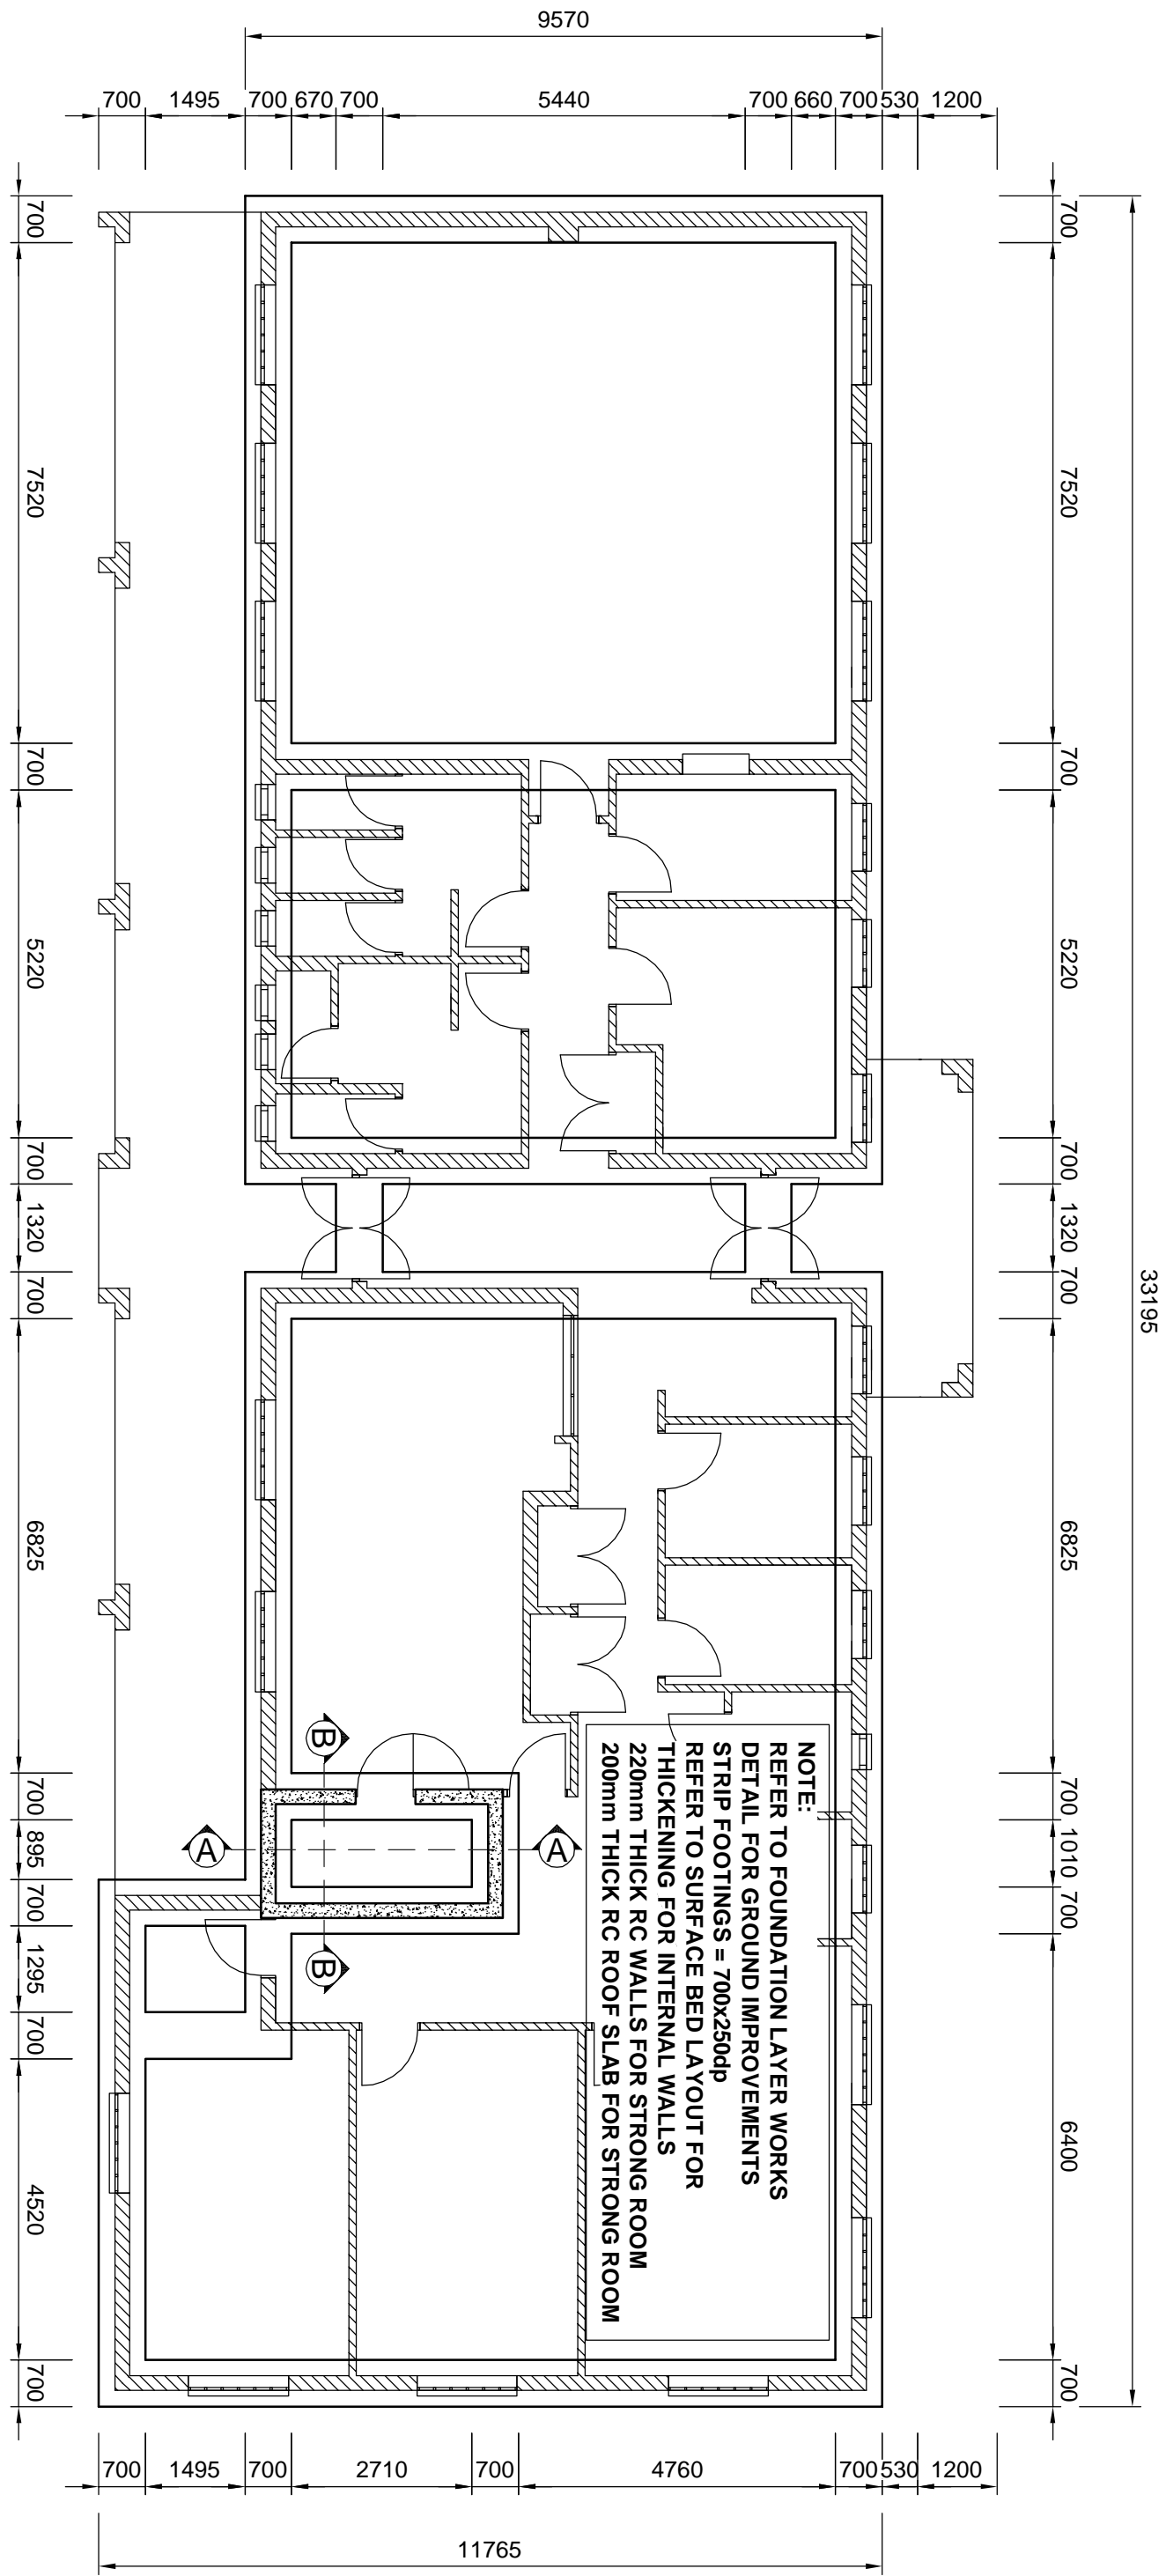 9570
700 1495 700 670 700 5440 700 660 700 530 1200
700
7520
700
5220
700
1320
700
6825
700
895
700
1295
700
4520
700
700
7520
700
5220
700
1320
700
6825
700
1010
700
6400
700
33195
NOTE:
REFER TO FOUNDATION LAYER WORKS
DETAIL FOR GROUND IMPROVEMENTS
STRIP FOOTINGS = 700x250dp
REFER TO SURFACE BED LAYOUT FOR
THICKENING FOR INTERNAL WALLS
220mm THICK RC WALLS FOR STRONG ROOM
200mm THICK RC ROOF SLAB FOR STRONG ROOM
B
A A
B
700 1495 700 2710 700 4760 700 530 1200
11765